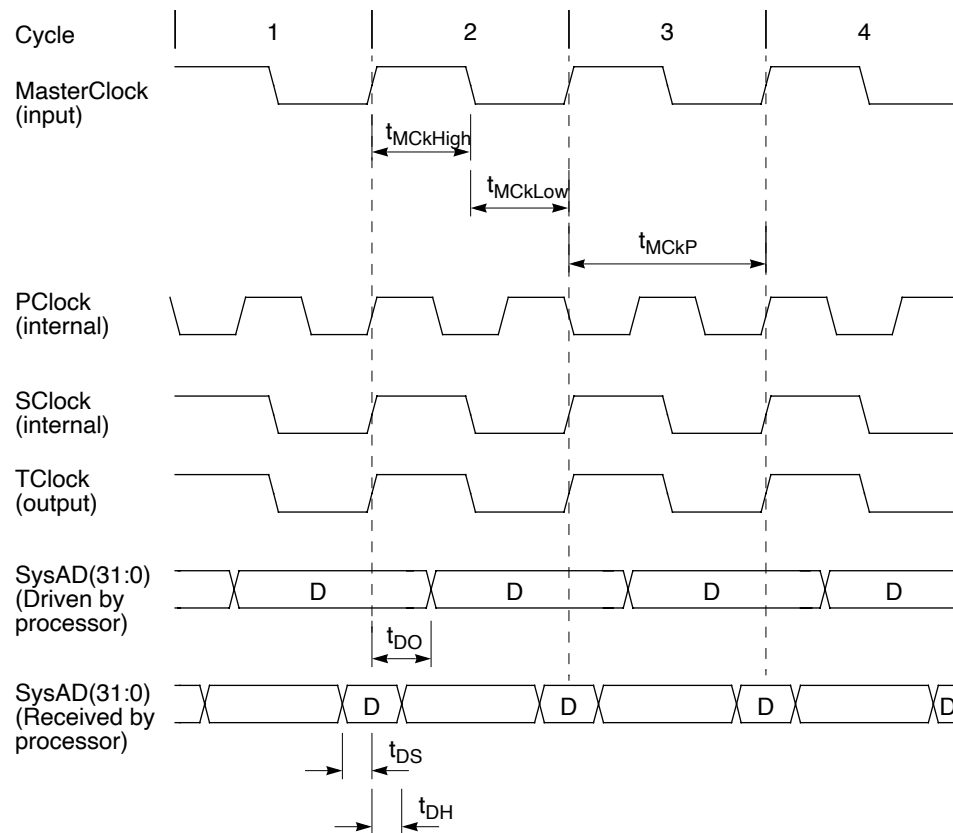 Cycle 1 2 3 4
MasterClock
(input)
tMCkHigh
tMCkLow
tMCkP
PClock
(internal)
SClock
(internal)
TClock
(output)
SysAD(31:0)
(Driven by
processor)
D D D D
tDO
SysAD(31:0)
(Received by
processor)
D D D D
tDS
tDH